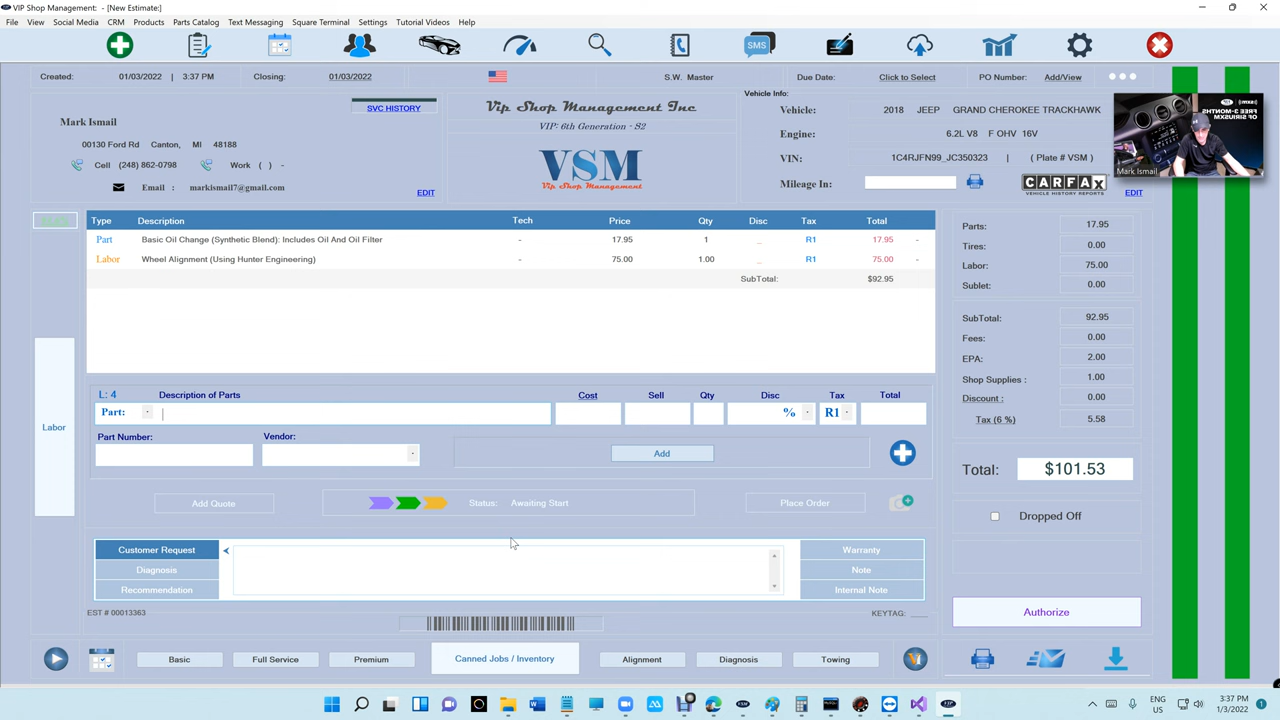 VIP Shop Management: - [New Estimate:]
File View Social Media CRM Products Parts Catalog Text Messaging Square Terminal Settings Tutorial Videos Help
SMS
Created: 01/03/2022 | 3:37 PM Closing: 01/03/2022 S.W. Master Due Date: Click to Select PO Number: Add/View
SVC HISTORY
Mark Ismail
00130 Ford Rd Canton, MI 48188
Cell (248) 862-0798 Work ( ) -
Email : markismail7@gmail.com
EDIT
Vip Shop Management Inc
VIP: 6th Generation - S2
VSM
Vip Shop Management
Vehicle Info:
Vehicle: 2018 JEEP GRAND CHEROKEE TRACKHAWK
Engine: 6.2L V8 F OHV 16V
VIN: 1C4RJFN99_JC350323 | ( Plate # VSM )
Mileage In:
CARFAX
VEHICLE HISTORY REPORTS
EDIT
FREE 3-MONTHS
OF SIRIUSXM
Mark Ismail
Type Description Tech Price Qty Disc Tax Total
Part Basic Oil Change (Synthetic Blend): Includes Oil And Oil Filter - 17.95 1 _ R1 17.95 -
Labor Wheel Alignment (Using Hunter Engineering) - 75.00 1.00 _ R1 75.00 -
SubTotal: $92.95
Parts: 17.95
Tires: 0.00
Labor: 75.00
Sublet: 0.00
SubTotal: 92.95
Fees: 0.00
EPA: 2.00
Shop Supplies : 1.00
Discount : 0.00
Tax (6 %) 5.58
Total: $101.53
Dropped Off
Authorize
Labor
L: 4 Description of Parts Cost Sell Qty Disc Tax Total
Part: % R1
Part Number: Vendor:
Add
Add Quote Status: Awaiting Start Place Order
Customer Request Warranty
Diagnosis Note
Recommendation Internal Note
EST # 00013363 KEYTAG:
Basic Full Service Premium Canned Jobs / Inventory Alignment Diagnosis Towing
ENG
US
3:37 PM
1/3/2022